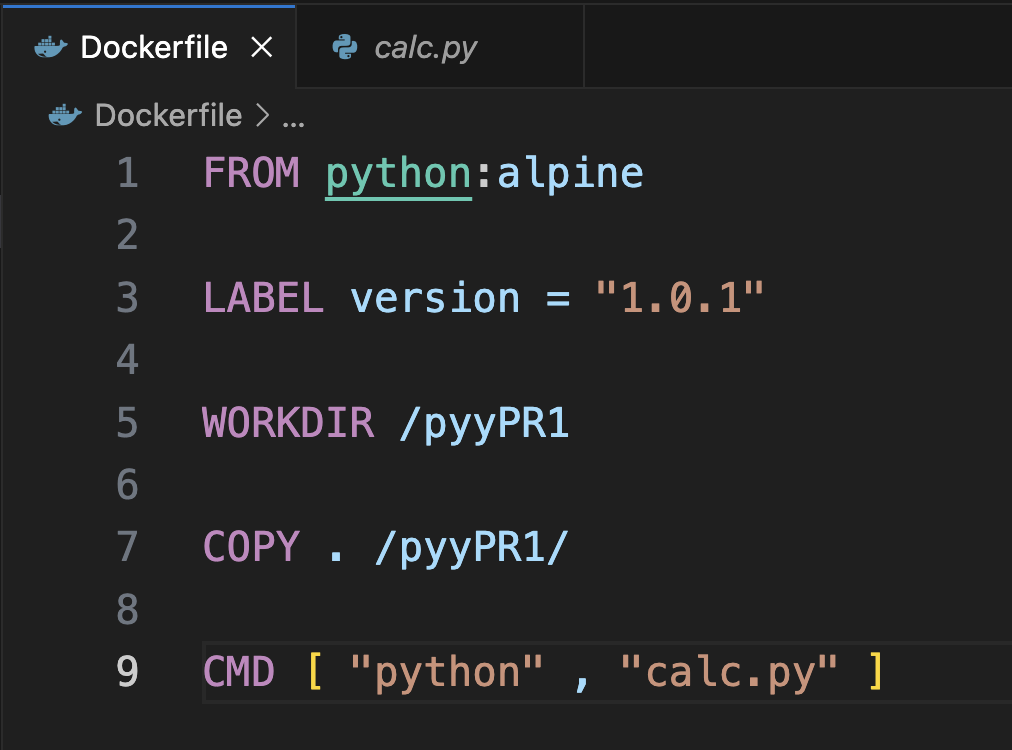 Dockerfile × calc.py
Dockerfile > ...
1 FROM python:alpine
2
3 LABEL version = "1.0.1"
4
5 WORKDIR /pyyPR1
6
7 COPY . /pyyPR1/
8
9 CMD [ "python" , "calc.py" ]